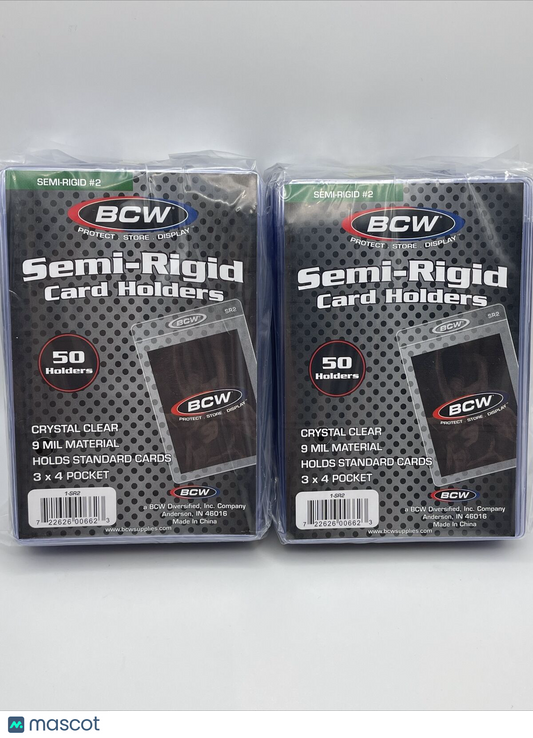 SEMI-RIGID #2
BCW
PROTECT . STORE . DISPLAY
Semi-Rigid
Card Holders
BCW
SR2
50
Holders
BCW
PROTECT . STORE . DISPLAY
CRYSTAL CLEAR
9 MIL MATERIAL
HOLDS STANDARD CARDS
3 x 4 POCKET
1-SR2
7 22626 00662 3
BCW
a BCW Diversified, Inc. Company
Anderson, IN 46016
Made In China
www.bcwsupplies.com
SEMI-RIGID #2
BCW
PROTECT . STORE . DISPLAY
Semi-Rigid
Card Holders
BCW
SR2
50
Holders
BCW
PROTECT . STORE . DISPLAY
CRYSTAL CLEAR
9 MIL MATERIAL
HOLDS STANDARD CARDS
3 x 4 POCKET
1-SR2
7 22626 00662 3
BCW
a BCW Diversified, Inc. Company
Anderson, IN 46016
Made In China
www.bcwsupplies.com
mascot